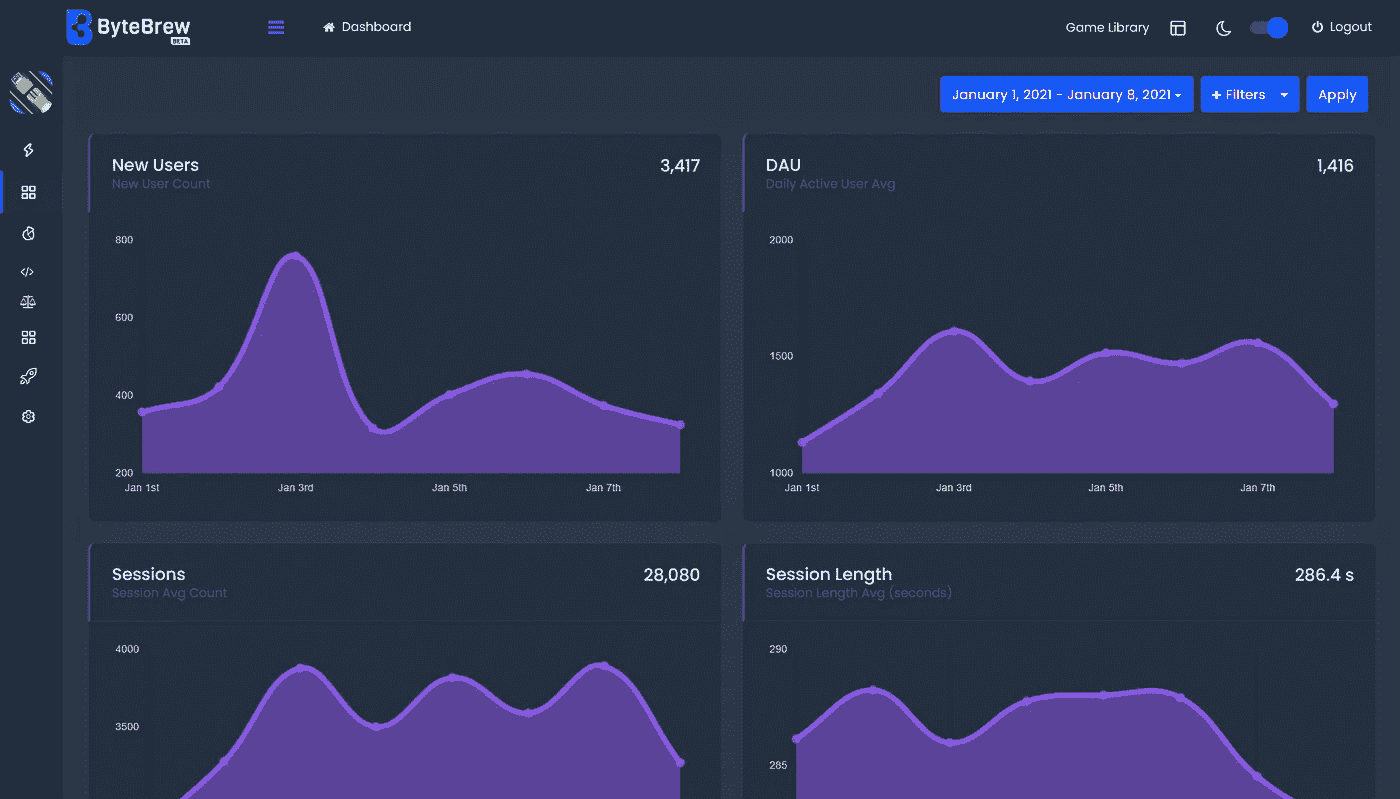 ByteBrew
BETA
Dashboard
Game Library
Logout
January 1, 2021 - January 8, 2021
+ Filters
Apply
New Users
3,417
New User Count
800
600
400
200
Jan 1st
Jan 3rd
Jan 5th
Jan 7th
DAU
1,416
Daily Active User Avg
2000
1500
1000
Jan 1st
Jan 3rd
Jan 5th
Jan 7th
Sessions
28,080
Session Avg Count
4000
3500
Session Length
286.4 s
Session Length Avg (seconds)
290
285